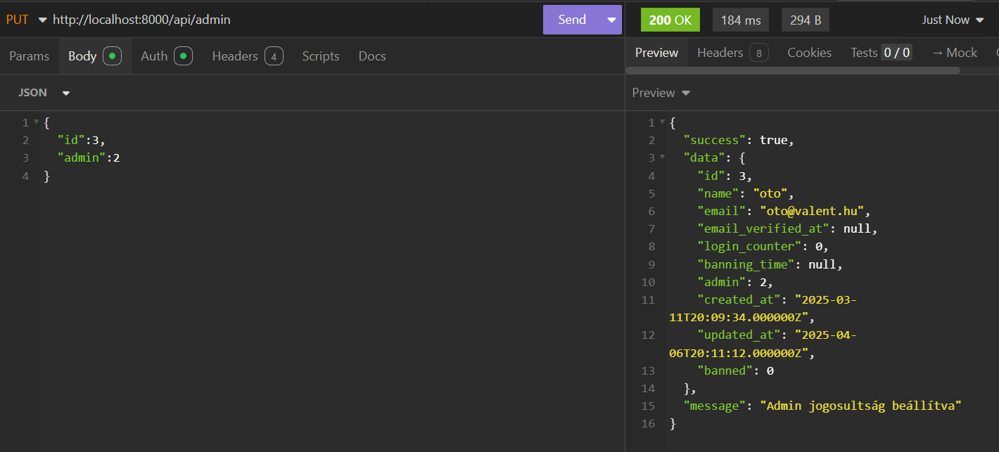 PUT http://localhost:8000/api/admin Send 200 OK 184 ms 294 B Just Now
Params Body Auth Headers 4 Scripts Docs
Preview Headers 8 Cookies Tests 0 / 0 → Mock
JSON
Preview
1 {
2 "id":3,
3 "admin":2
4 }
1 {
2 "success": true,
3 "data": {
4 "id": 3,
5 "name": "oto",
6 "email": "oto@valent.hu",
7 "email_verified_at": null,
8 "login_counter": 0,
9 "banning_time": null,
10 "admin": 2,
11 "created_at": "2025-03-
11T20:09:34.000000Z",
12 "updated_at": "2025-04-
06T20:11:12.000000Z",
13 "banned": 0
14 },
15 "message": "Admin jogosultság beállítva"
16 }